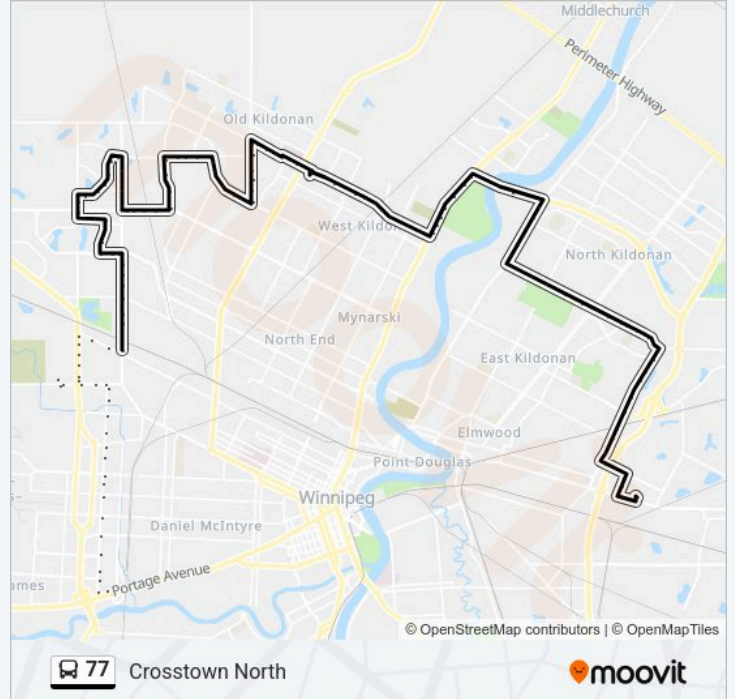 Middlechurch
Perimeter Highway
Old Kildonan
West Kildon
North Kildonan
Mynarski
North End
East Kildonan
Elmwood
Point-Douglas
Winnipeg
Daniel McIntyre
ames
Portage Avenue
© OpenStreetMap contributors | © OpenMapTiles
77 Crosstown North
moovit